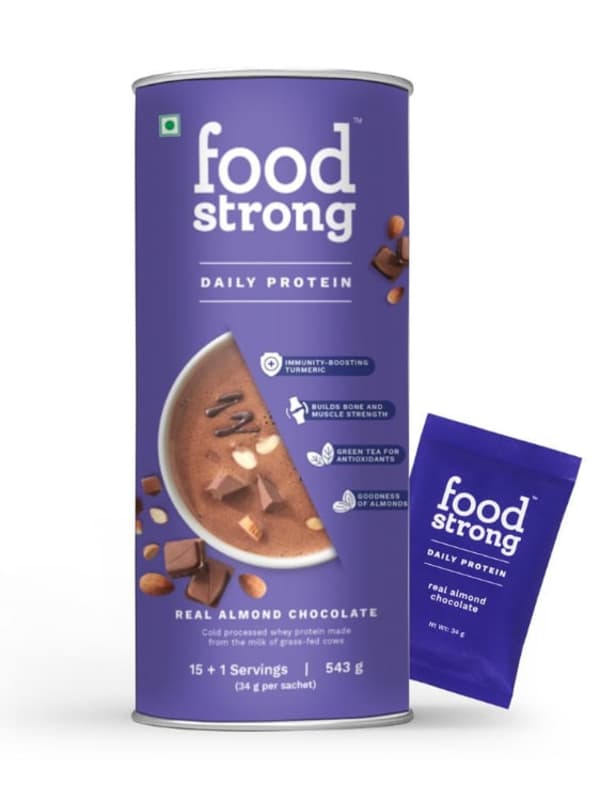 food™
strong
DAILY PROTEIN
IMMUNITY-BOOSTING
TURMERIC
BUILDS BONE AND
MUSCLE STRENGTH
GREEN TEA FOR
ANTIOXIDANTS
GOODNESS
OF ALMONDS
REAL ALMOND CHOCOLATE
Cold processed whey protein made
from the milk of grass-fed cows
15 + 1 Servings | 543 g
(34 g per sachet)
food™
strong
DAILY PROTEIN
real almond
chocolate
Nt Wt: 34 g